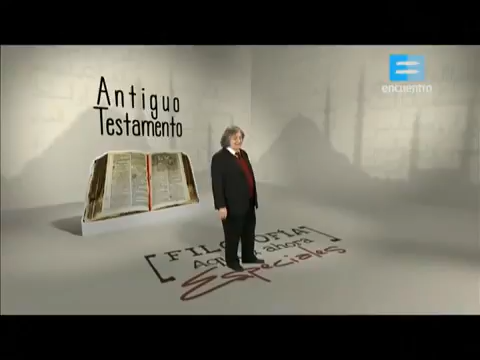 Antiguo
Testamento
encuentro
[FILOSOFÍA
Aquí y ahora]
Especiales